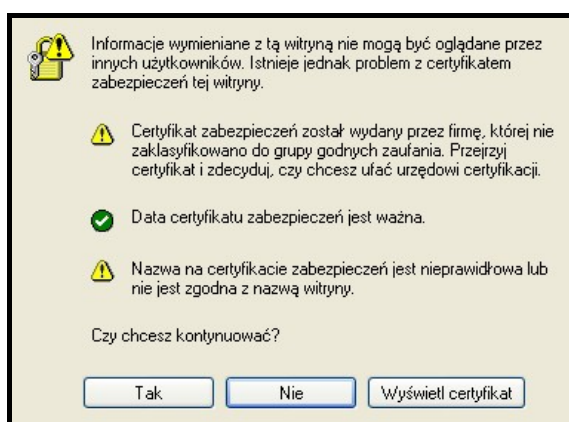 Informacje wymieniane z tą witryną nie mogą być oglądane przez
innych użytkowników. Istnieje jednak problem z certyfikatem
zabezpieczeń tej witryny.
Certyfikat zabezpieczeń został wydany przez firmę, której nie
zaklasyfikowano do grupy godnych zaufania. Przejrzyj
certyfikat i zdecyduj, czy chcesz ufać urzędowi certyfikacji.
Data certyfikatu zabezpieczeń jest ważna.
Nazwa na certyfikacie zabezpieczeń jest nieprawidłowa lub
nie jest zgodna z nazwą witryny.
Czy chcesz kontynuować?
Tak Nie Wyświetl certyfikat